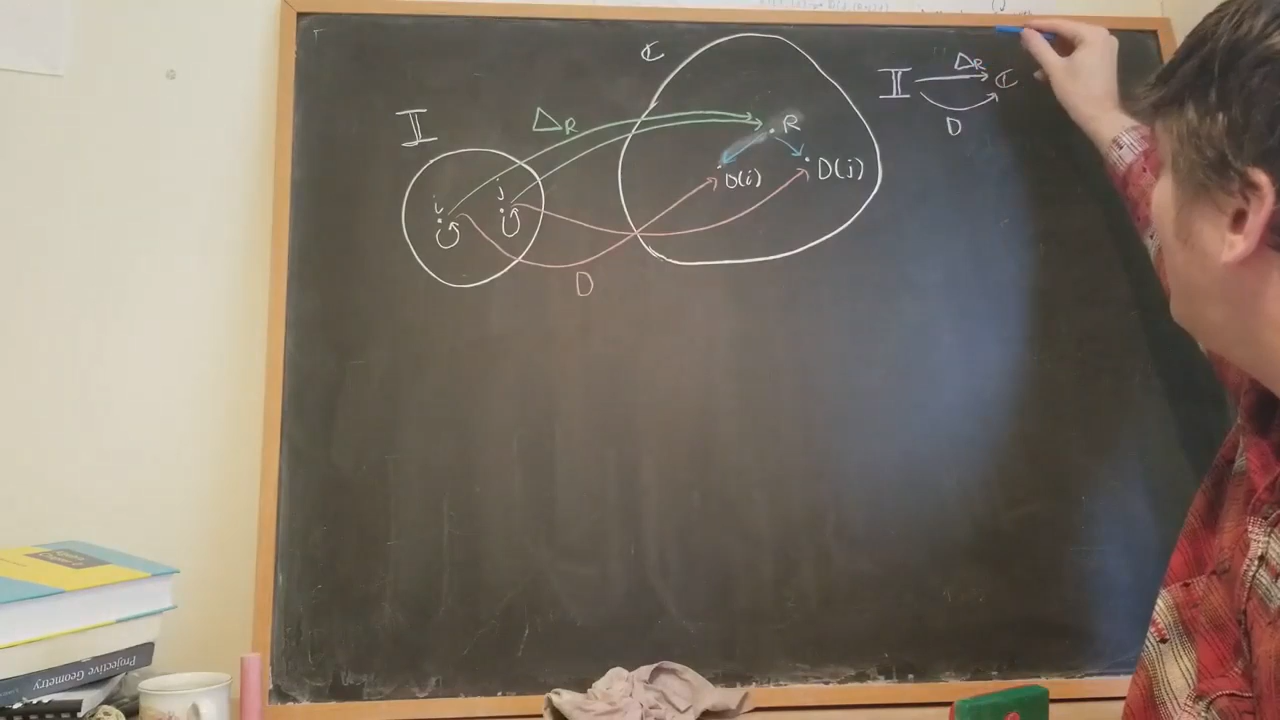 𝕀
Δ_R
ℂ
R
i
j
D(i)
D(j)
D
𝕀 Δ_R ℂ
D
Projective Geometry